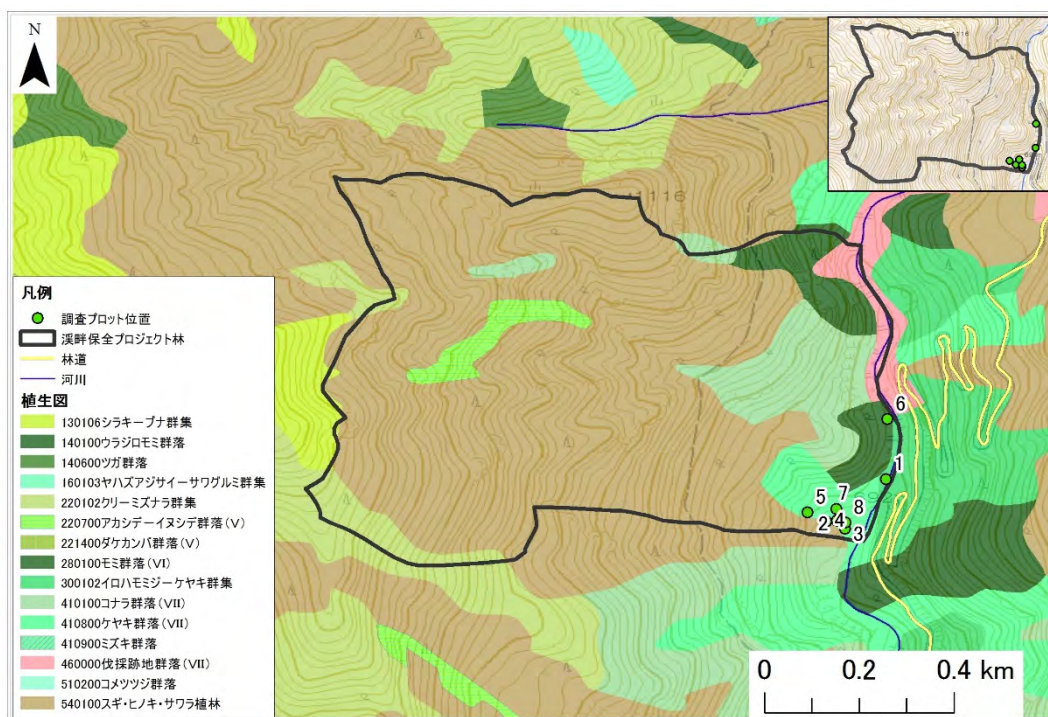 N
1116
凡例
調査プロット位置
渓畔保全プロジェクト林
林道
河川
植生図
130106シラキーブナ群集
140100ウラジロモミ群落
140600ツガ群落
160103ヤハズアジサイーサワグルミ群集
220102クリーミズナラ群集
220700アカシデーイヌシデ群落(V)
221400ダケカンバ群落(V)
280100モミ群落(VI)
300102イロハモミジーケヤキ群集
410100コナラ群落(VII)
410800ケヤキ群落(VII)
410900ミズキ群落
460000伐採跡地群落(VII)
510200コメツツジ群落
540100スギ・ヒノキ・サワラ植林
6
1
5
7
8
2
4
3
0 0.2 0.4 km